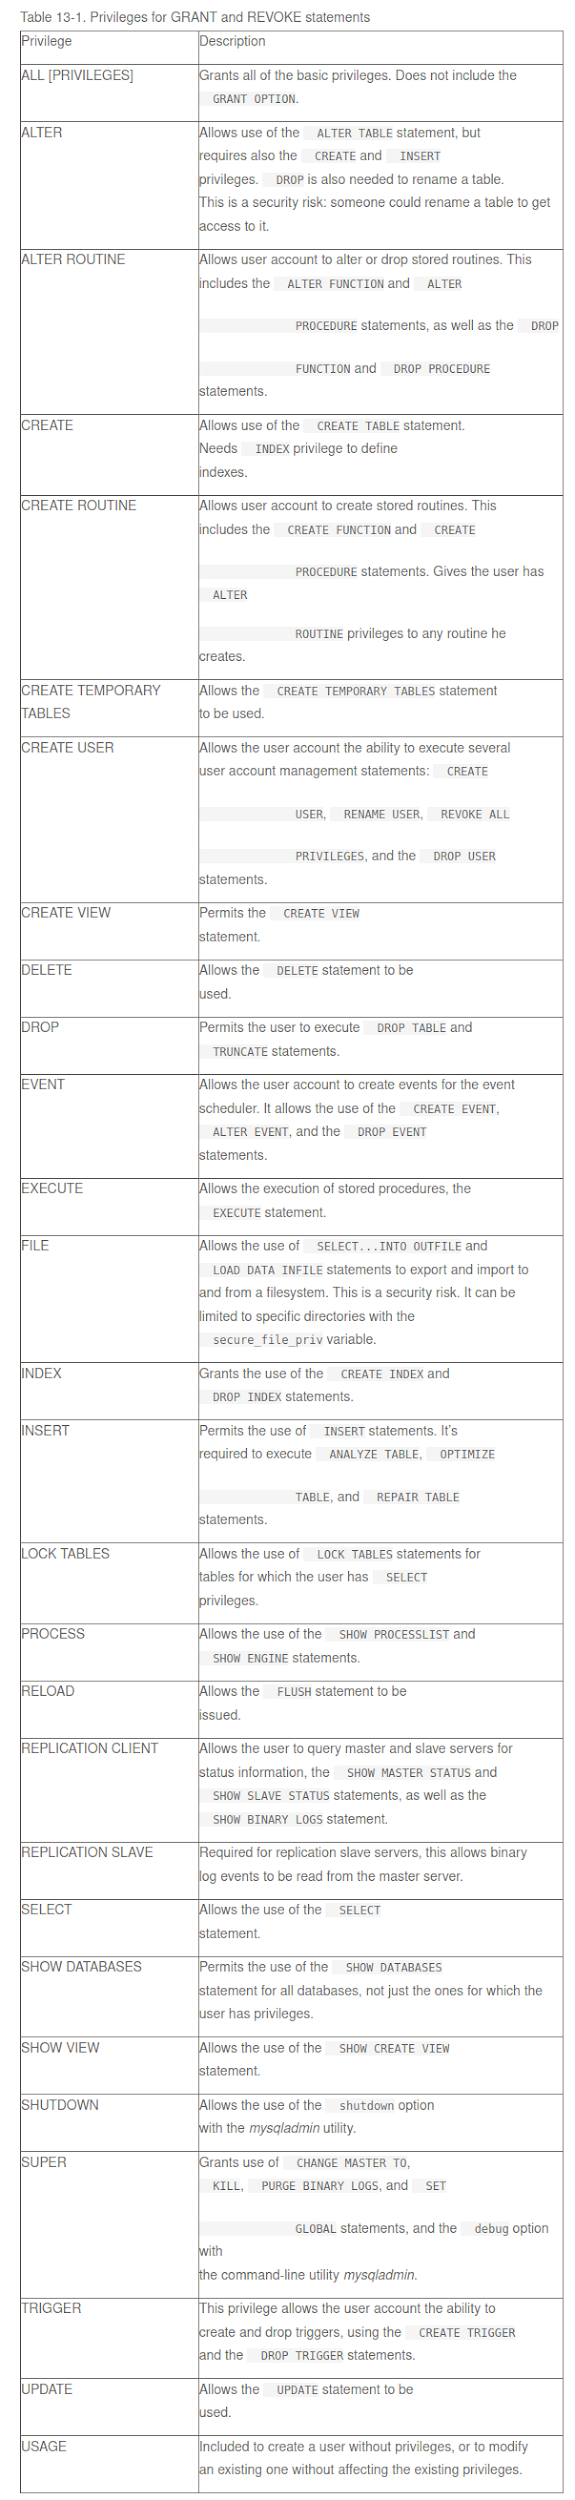 Table 13-1. Privileges for GRANT and REVOKE statements
Privilege Description
ALL [PRIVILEGES] Grants all of the basic privileges. Does not include the
GRANT OPTION.
ALTER Allows use of the ALTER TABLE statement, but
requires also the CREATE and INSERT
privileges. DROP is also needed to rename a table.
This is a security risk: someone could rename a table to get
access to it.
ALTER ROUTINE Allows user account to alter or drop stored routines. This
includes the ALTER FUNCTION and ALTER
PROCEDURE statements, as well as the DROP
FUNCTION and DROP PROCEDURE
statements.
CREATE Allows use of the CREATE TABLE statement.
Needs INDEX privilege to define
indexes.
CREATE ROUTINE Allows user account to create stored routines. This
includes the CREATE FUNCTION and CREATE
PROCEDURE statements. Gives the user has
ALTER
ROUTINE privileges to any routine he
creates.
CREATE TEMPORARY Allows the CREATE TEMPORARY TABLES statement
TABLES to be used.
CREATE USER Allows the user account the ability to execute several
user account management statements: CREATE
USER, RENAME USER, REVOKE ALL
PRIVILEGES, and the DROP USER
statements.
CREATE VIEW Permits the CREATE VIEW
statement.
DELETE Allows the DELETE statement to be
used.
DROP Permits the user to execute DROP TABLE and
TRUNCATE statements.
EVENT Allows the user account to create events for the event
scheduler. It allows the use of the CREATE EVENT,
ALTER EVENT, and the DROP EVENT
statements.
EXECUTE Allows the execution of stored procedures, the
EXECUTE statement.
FILE Allows the use of SELECT...INTO OUTFILE and
LOAD DATA INFILE statements to export and import to
and from a filesystem. This is a security risk. It can be
limited to specific directories with the
secure_file_priv variable.
INDEX Grants the use of the CREATE INDEX and
DROP INDEX statements.
INSERT Permits the use of INSERT statements. It's
required to execute ANALYZE TABLE, OPTIMIZE
TABLE, and REPAIR TABLE
statements.
LOCK TABLES Allows the use of LOCK TABLES statements for
tables for which the user has SELECT
privileges.
PROCESS Allows the use of the SHOW PROCESSLIST and
SHOW ENGINE statements.
RELOAD Allows the FLUSH statement to be
issued.
REPLICATION CLIENT Allows the user to query master and slave servers for
status information, the SHOW MASTER STATUS and
SHOW SLAVE STATUS statements, as well as the
SHOW BINARY LOGS statement.
REPLICATION SLAVE Required for replication slave servers, this allows binary
log events to be read from the master server.
SELECT Allows the use of the SELECT
statement.
SHOW DATABASES Permits the use of the SHOW DATABASES
statement for all databases, not just the ones for which the
user has privileges.
SHOW VIEW Allows the use of the SHOW CREATE VIEW
statement.
SHUTDOWN Allows the use of the shutdown option
with the mysqladmin utility.
SUPER Grants use of CHANGE MASTER TO,
KILL, PURGE BINARY LOGS, and SET
GLOBAL statements, and the debug option
with
the command-line utility mysqladmin.
TRIGGER This privilege allows the user account the ability to
create and drop triggers, using the CREATE TRIGGER
and the DROP TRIGGER statements.
UPDATE Allows the UPDATE statement to be
used.
USAGE Included to create a user without privileges, or to modify
an existing one without affecting the existing privileges.